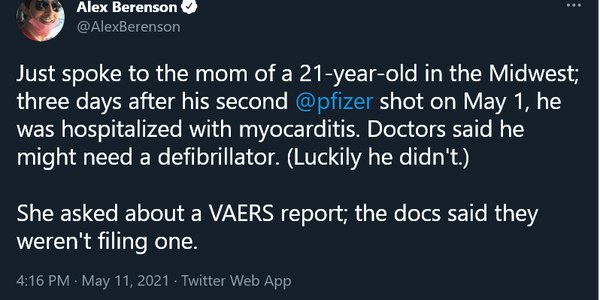 Alex Berenson
@AlexBerenson
Just spoke to the mom of a 21-year-old in the Midwest;
three days after his second @pfizer shot on May 1, he
was hospitalized with myocarditis. Doctors said he
might need a defibrillator. (Luckily he didn't.)
She asked about a VAERS report; the docs said they
weren't filing one.
4:16 PM · May 11, 2021 · Twitter Web App